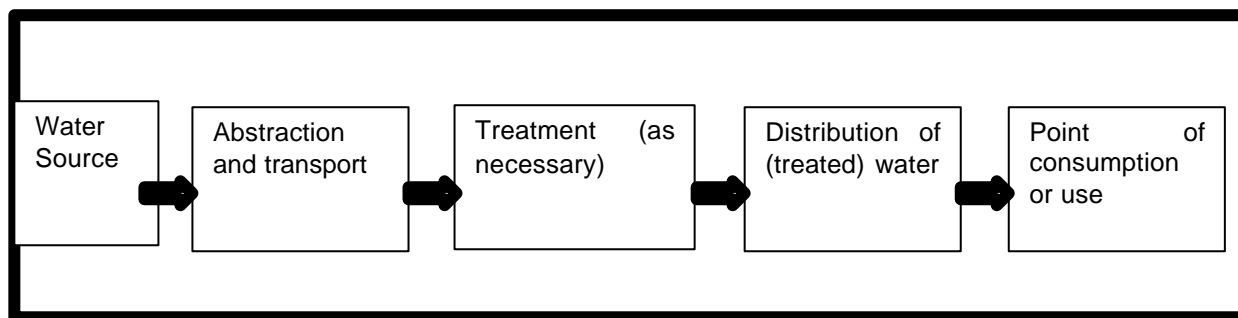 Water
Source
Abstraction
and transport
Treatment (as
necessary)
Distribution of
(treated) water
Point of
consumption
or use